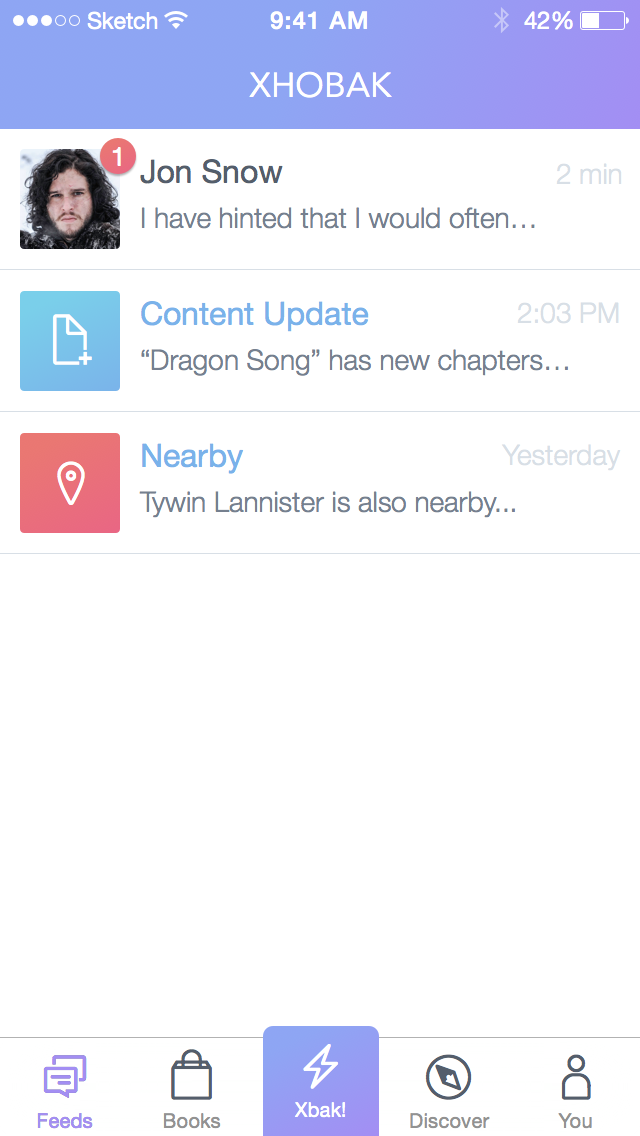 Sketch 9:41 AM 42%
XHOBAK
1
Jon Snow 2 min
I have hinted that I would often…
Content Update 2:03 PM
“Dragon Song” has new chapters…
Nearby Yesterday
Tywin Lannister is also nearby...
Feeds Books Xbak! Discover You